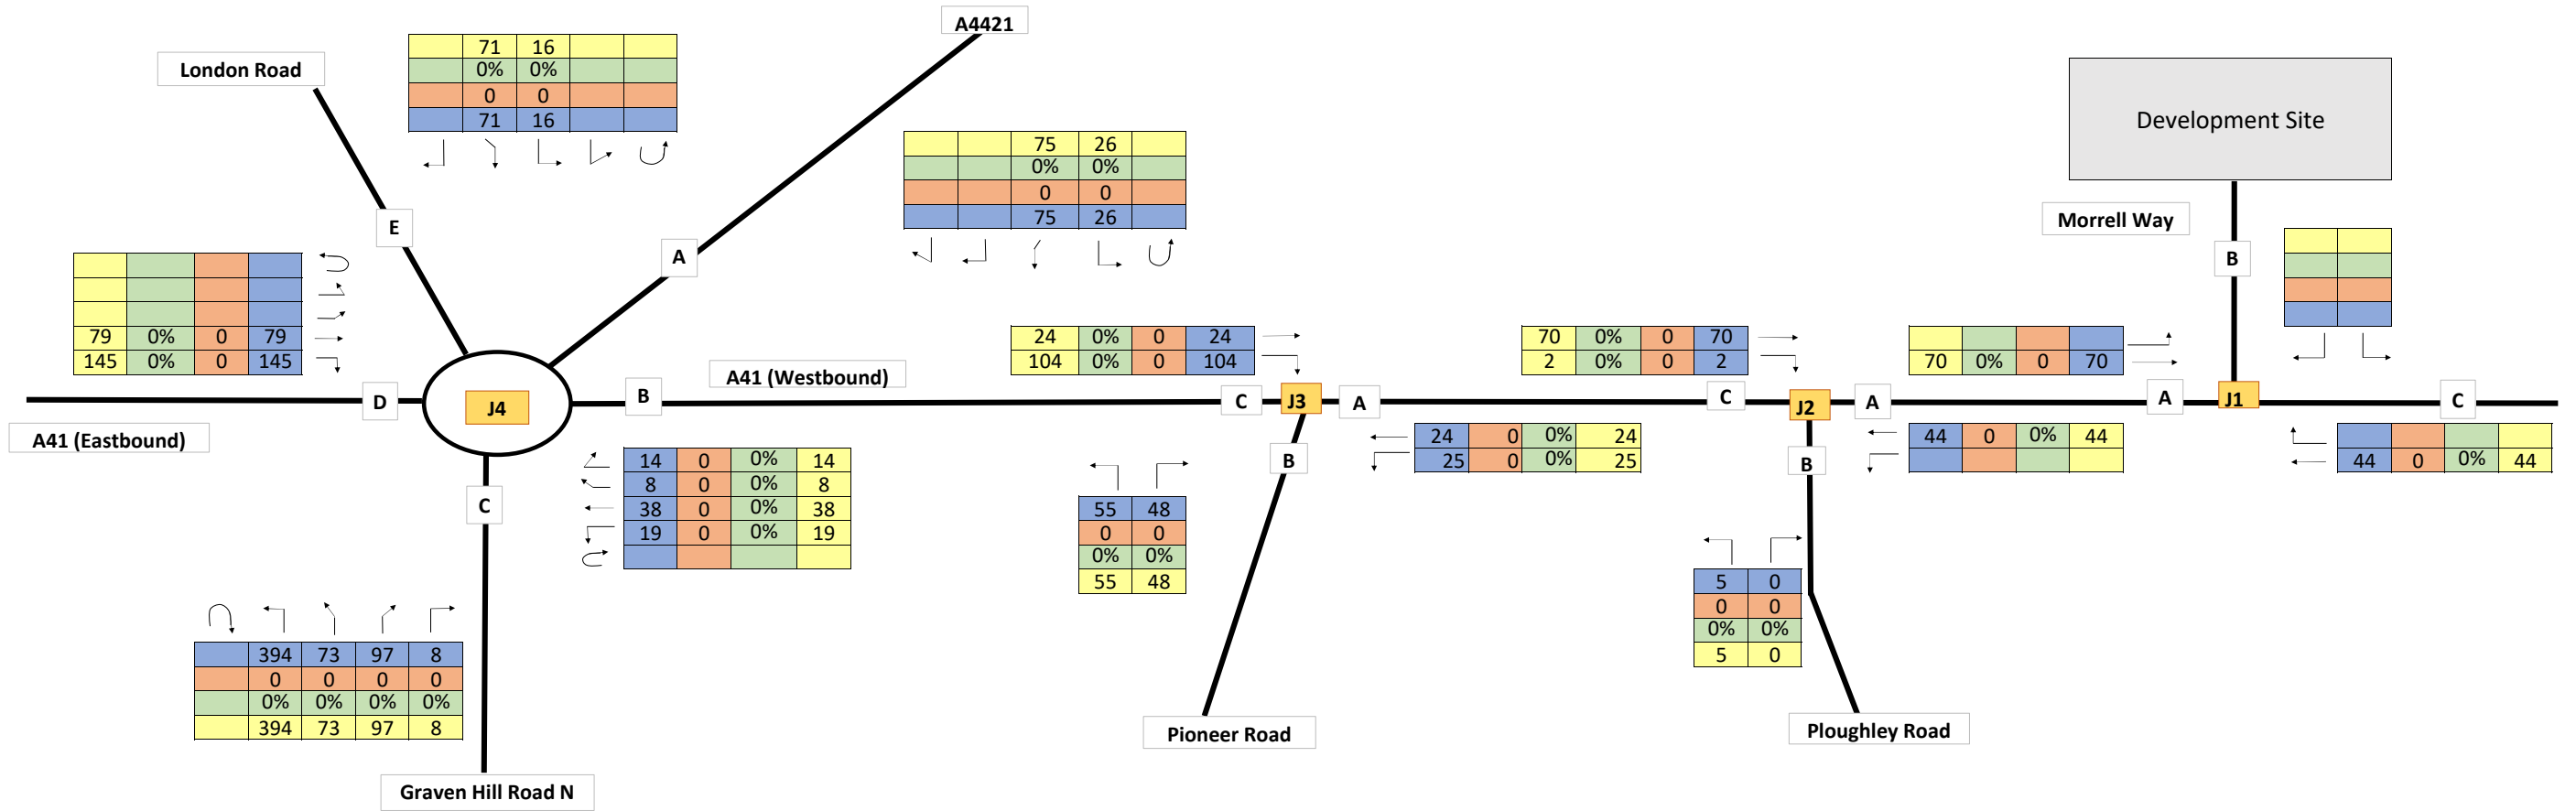 A4421
71 16
0% 0%
0 0
71 16
London Road
Development Site
75 26
0% 0%
0 0
75 26
Morrell Way
E
A
B
79 0% 0 79
145 0% 0 145
24 0% 0 24
104 0% 0 104
70 0% 0 70
2 0% 0 2
70 0% 0 70
A41 (Westbound)
D
J4
B
C
J3
A
C
J2
A
A
J1
C
A41 (Eastbound)
24 0 0% 24
25 0 0% 25
44 0 0% 44
44 0 0% 44
14 0 0% 14
8 0 0% 8
38 0 0% 38
19 0 0% 19
B
B
C
55 48
0 0
0% 0%
55 48
5 0
0 0
0% 0%
5 0
394 73 97 8
0 0 0 0
0% 0% 0% 0%
394 73 97 8
Pioneer Road
Ploughley Road
Graven Hill Road N